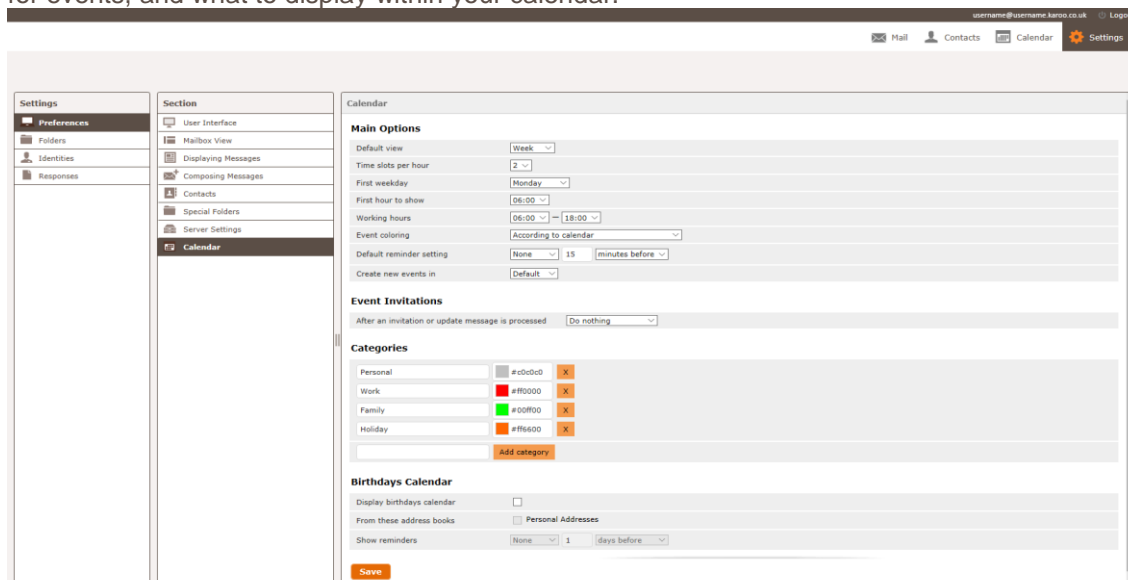 for events, and what to display within your calendar.
username@username.karoo.co.uk Logo
Mail Contacts Calendar Settings
Settings
Preferences
Folders
Identities
Responses
Section
User Interface
Mailbox View
Displaying Messages
Composing Messages
Contacts
Special Folders
Server Settings
Calendar
Calendar
Main Options
Default view Week
Time slots per hour 2
First weekday Monday
First hour to show 06:00
Working hours 06:00 — 18:00
Event coloring According to calendar
Default reminder setting None 15 minutes before
Create new events in Default
Event Invitations
After an invitation or update message is processed Do nothing
Categories
Personal #c0c0c0 X
Work #ff0000 X
Family #00ff00 X
Holiday #ff6600 X
Add category
Birthdays Calendar
Display birthdays calendar
From these address books Personal Addresses
Show reminders None 1 days before
Save